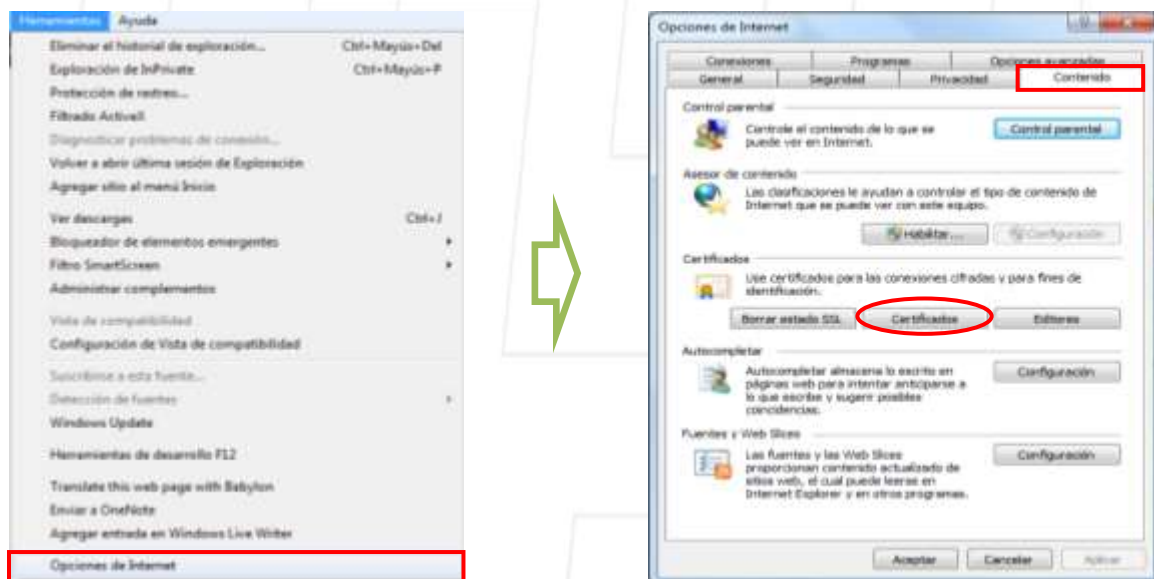 Herramientas Ayuda
Eliminar el historial de exploración... Ctrl+Mayús+Del
Exploración de InPrivate Ctrl+Mayús+P
Protección de rastreo...
Filtrado ActiveX
Diagnosticar problemas de conexión...
Volver a abrir última sesión de Exploración
Agregar sitio al menú Inicio
Ver descargas Ctrl+J
Bloqueador de elementos emergentes
Filtro SmartScreen
Administrar complementos
Vista de compatibilidad
Configuración de Vista de compatibilidad
Suscribirse a esta fuente...
Detección de fuentes
Windows Update
Herramientas de desarrollo F12
Translate this web page with Babylon
Enviar a OneNote
Agregar entrada en Windows Live Writer
Opciones de Internet
Opciones de Internet
Conexiones Programas Opciones avanzadas
General Seguridad Privacidad Contenido
Control parental
Controle el contenido de lo que se
puede ver en Internet.
Control parental
Asesor de contenido
Las clasificaciones le ayudan a controlar el tipo de contenido de
Internet que se puede ver con este equipo.
Habilitar... Configuración
Certificados
Use certificados para las conexiones cifradas y para fines de
identificación.
Borrar estado SSL Certificados Editores
Autocompletar
Autocompletar almacena lo escrito en
páginas web para intentar anticiparse a
lo que escribe y sugerir posibles
coincidencias.
Configuración
Fuentes y Web Slices
Las fuentes y las Web Slices
proporcionan contenido actualizado de
sitios web, el cual puede leerse en
Internet Explorer y en otros programas.
Configuración
Aceptar Cancelar Aplicar